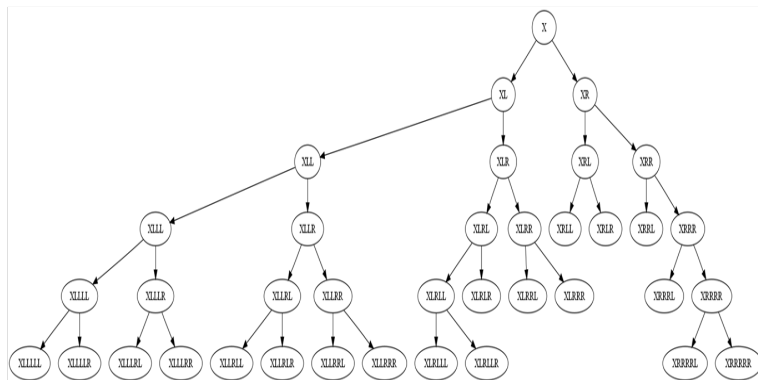 X
XL XR
XLL XLR XRL XRR
XLLL XLLR XLRL XLRR XRLL XRLR XRRL XRRR
XLLLL XLLLR XLLRL XLLRR XLRLL XLRLR XLRRL XLRRR XRRRL XRRRR
XLLLLL XLLLLR XLLLRL XLLLRR XLLRLL XLLRLR XLLRRL XLLRRR XLRLLL XLRLLR XRRRRL XRRRRR